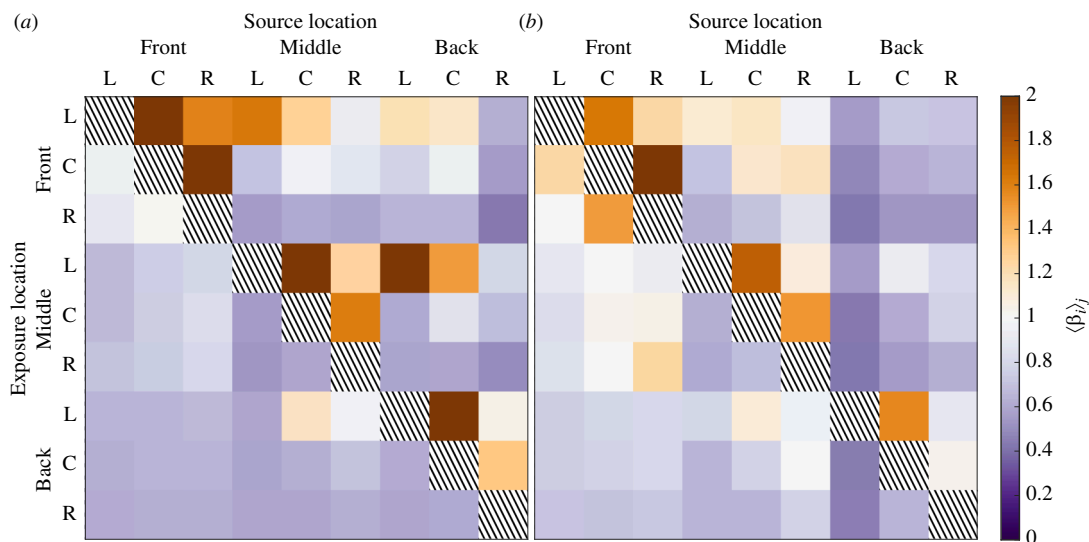 (a) Source location (b) Source location
Front Middle Back Front Middle Back
L C R L C R L C R L C R L C R L C R
Exposure location
Front
Middle
Back
L
C
R
L
C
R
L
C
R
2
1.8
1.6
1.4
1.2
1
0.8
0.6
0.4
0.2
0
⟨βi⟩j